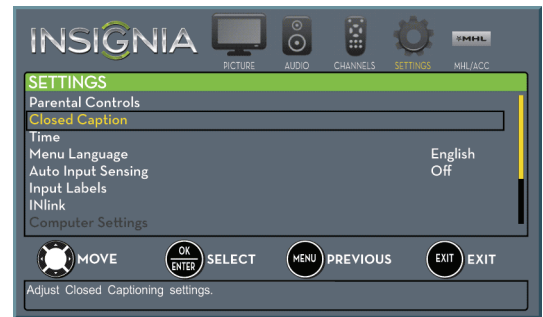 INSIGNIA
PICTURE AUDIO CHANNELS SETTINGS MHL MHL/ACC
SETTINGS
Parental Controls
Closed Caption
Time
Menu Language English
Auto Input Sensing Off
Input Labels
INlink
Computer Settings
MOVE OK ENTER SELECT MENU PREVIOUS EXIT EXIT
Adjust Closed Captioning settings.